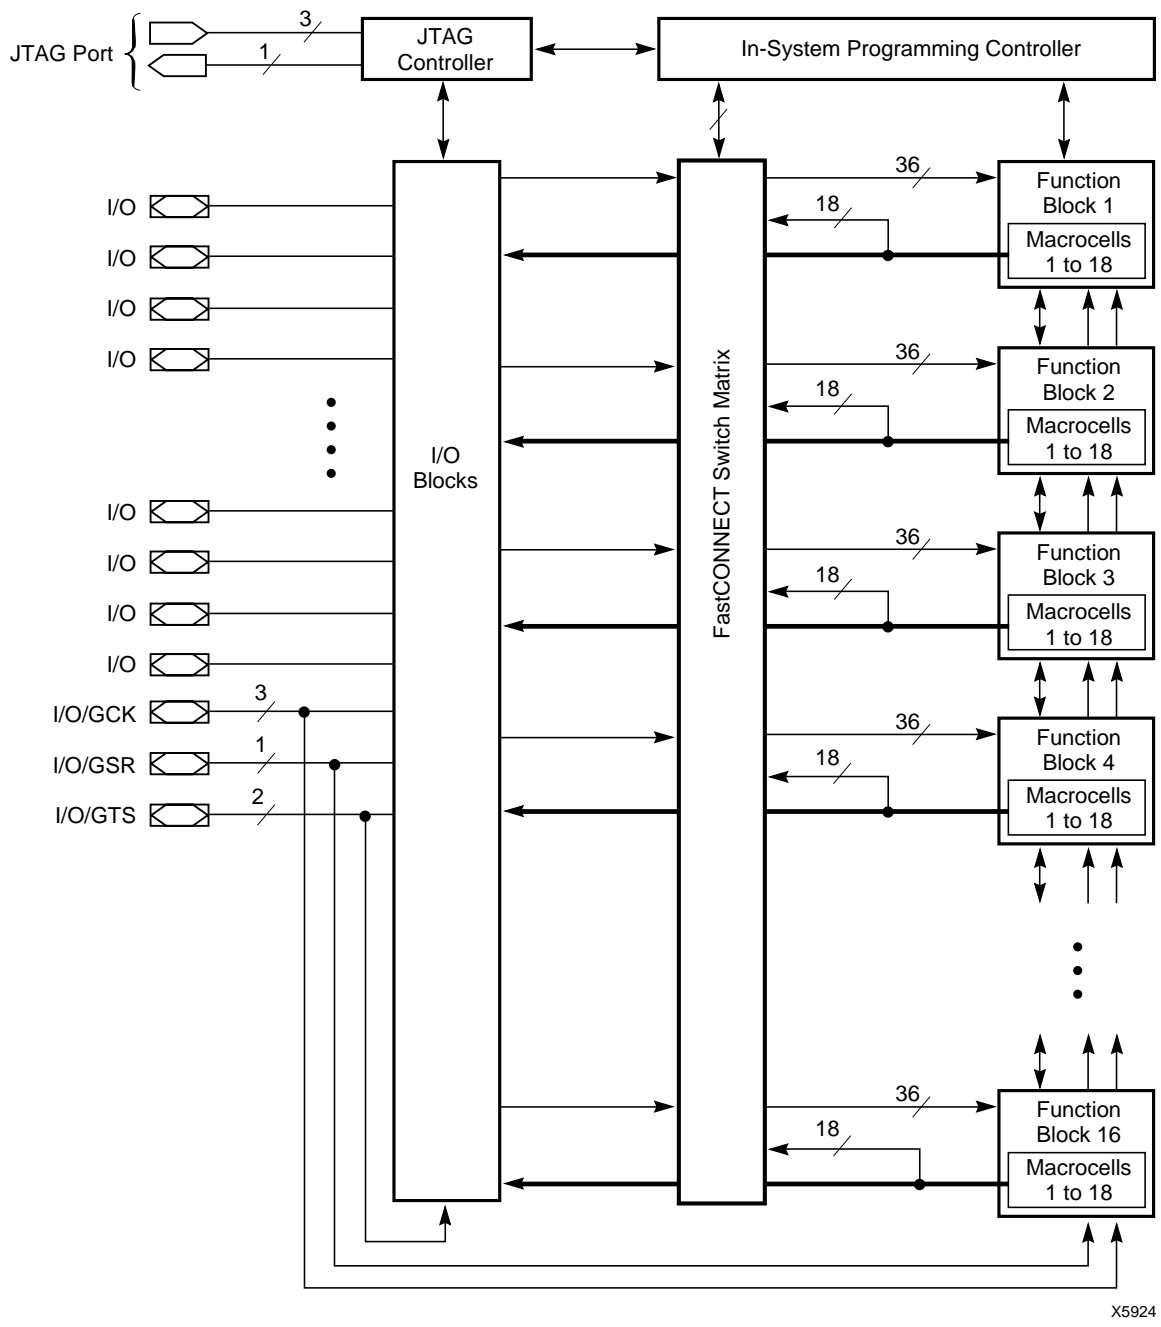 3
JTAG Port
1
JTAG
Controller
In-System Programming Controller
36
Function
Block 1
I/O
18
Macrocells
1 to 18
I/O
I/O
I/O
36
Function
Block 2
18
Macrocells
1 to 18
I/O
Blocks
FastCONNECT Switch Matrix
I/O
36
Function
Block 3
I/O
18
Macrocells
1 to 18
I/O
I/O
3
I/O/GCK
36
Function
Block 4
1
I/O/GSR
18
Macrocells
1 to 18
2
I/O/GTS
36
Function
Block 16
18
Macrocells
1 to 18
X5924